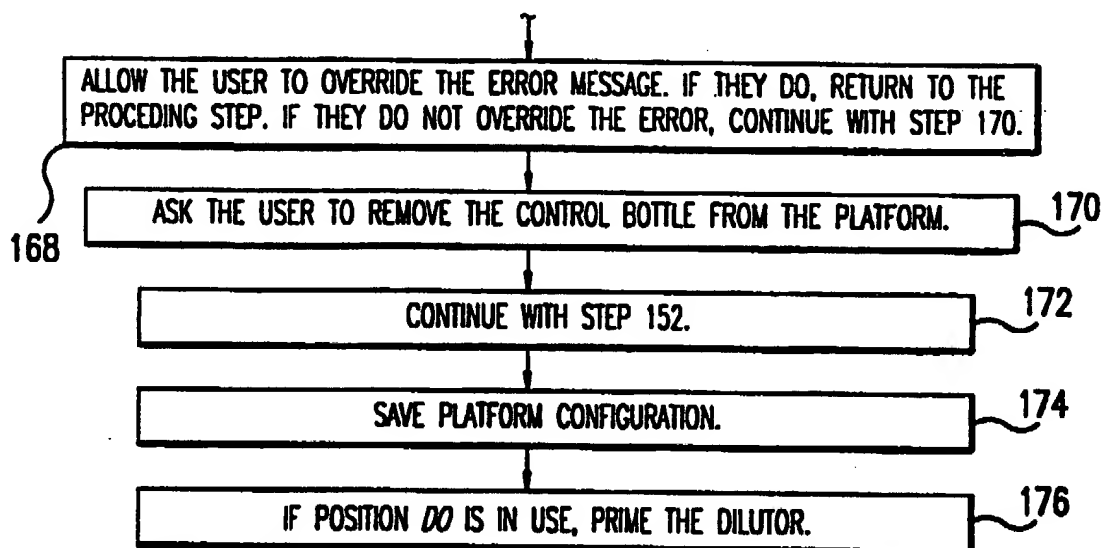 ALLOW THE USER TO OVERRIDE THE ERROR MESSAGE. IF THEY DO, RETURN TO THE
PROCEDING STEP. IF THEY DO NOT OVERRIDE THE ERROR, CONTINUE WITH STEP 170.
168
ASK THE USER TO REMOVE THE CONTROL BOTTLE FROM THE PLATFORM.
170
CONTINUE WITH STEP 152.
172
SAVE PLATFORM CONFIGURATION.
174
IF POSITION DO IS IN USE, PRIME THE DILUTOR.
176